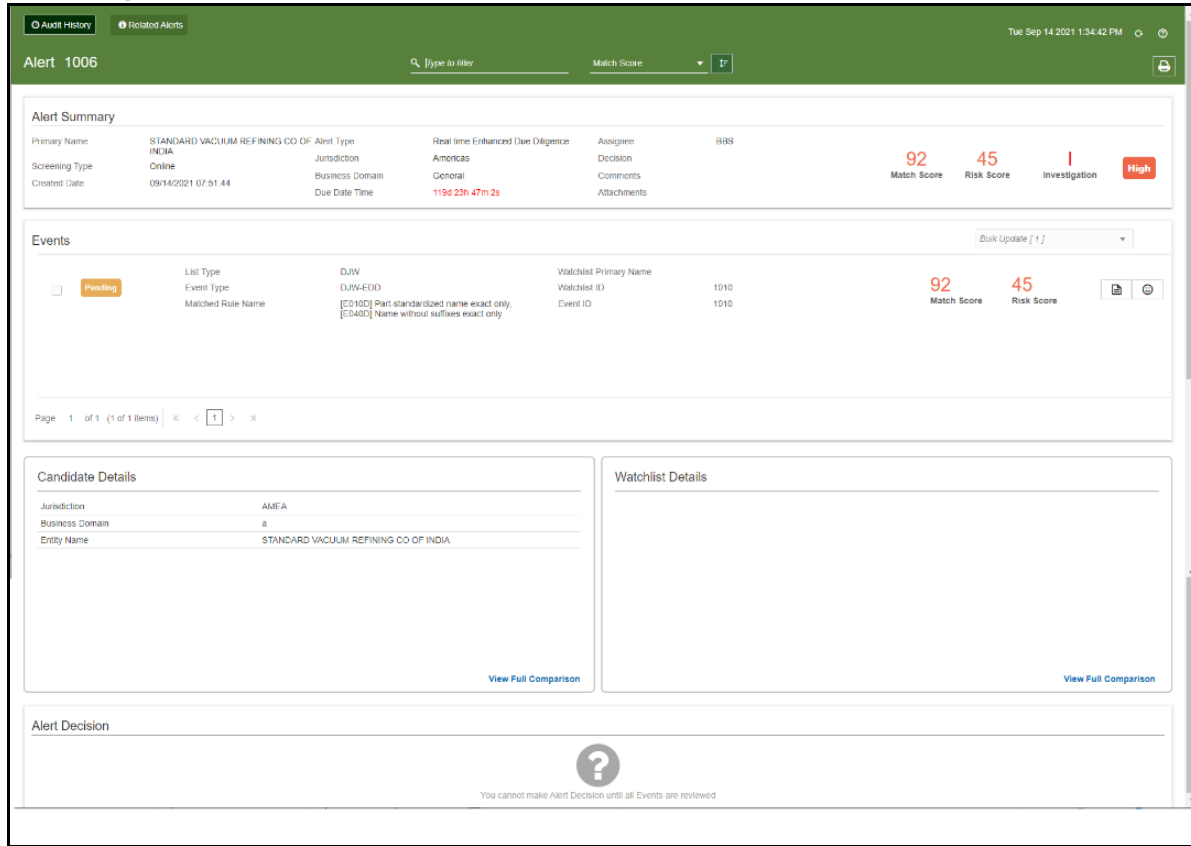 Audit History
Related Alerts
Tue Sep 14 2021 1:34:42 PM
Alert 1006
Type to filter
Match Score
Alert Summary
Primary Name
STANDARD VACUUM REFINING CO OF INDIA
Screening Type
Online
Created Date
09/14/2021 07:51:44
Alert Type
Real time Enhanced Due Diligence
Jurisdiction
Americas
Business Domain
General
Due Date Time
119d 23h 47m 2s
Assignee
BBS
Decision
Comments
Attachments
92
Match Score
45
Risk Score
I
Investigation
High
Events
Bulk Update [ 1 ]
Pending
List Type
DJW
Event Type
DJW-EDD
Matched Rule Name
[E010D] Part-standardized name exact only,
[E040D] Name without suffixes exact only
Watchlist Primary Name
Watchlist ID
1010
Event ID
1010
92
Match Score
45
Risk Score
Page 1 of 1 (1 of 1 items) K < 1 > X
Candidate Details
Jurisdiction
AMEA
Business Domain
a
Entity Name
STANDARD VACUUM REFINING CO OF INDIA
View Full Comparison
Watchlist Details
View Full Comparison
Alert Decision
?
You cannot make Alert Decision until all Events are reviewed